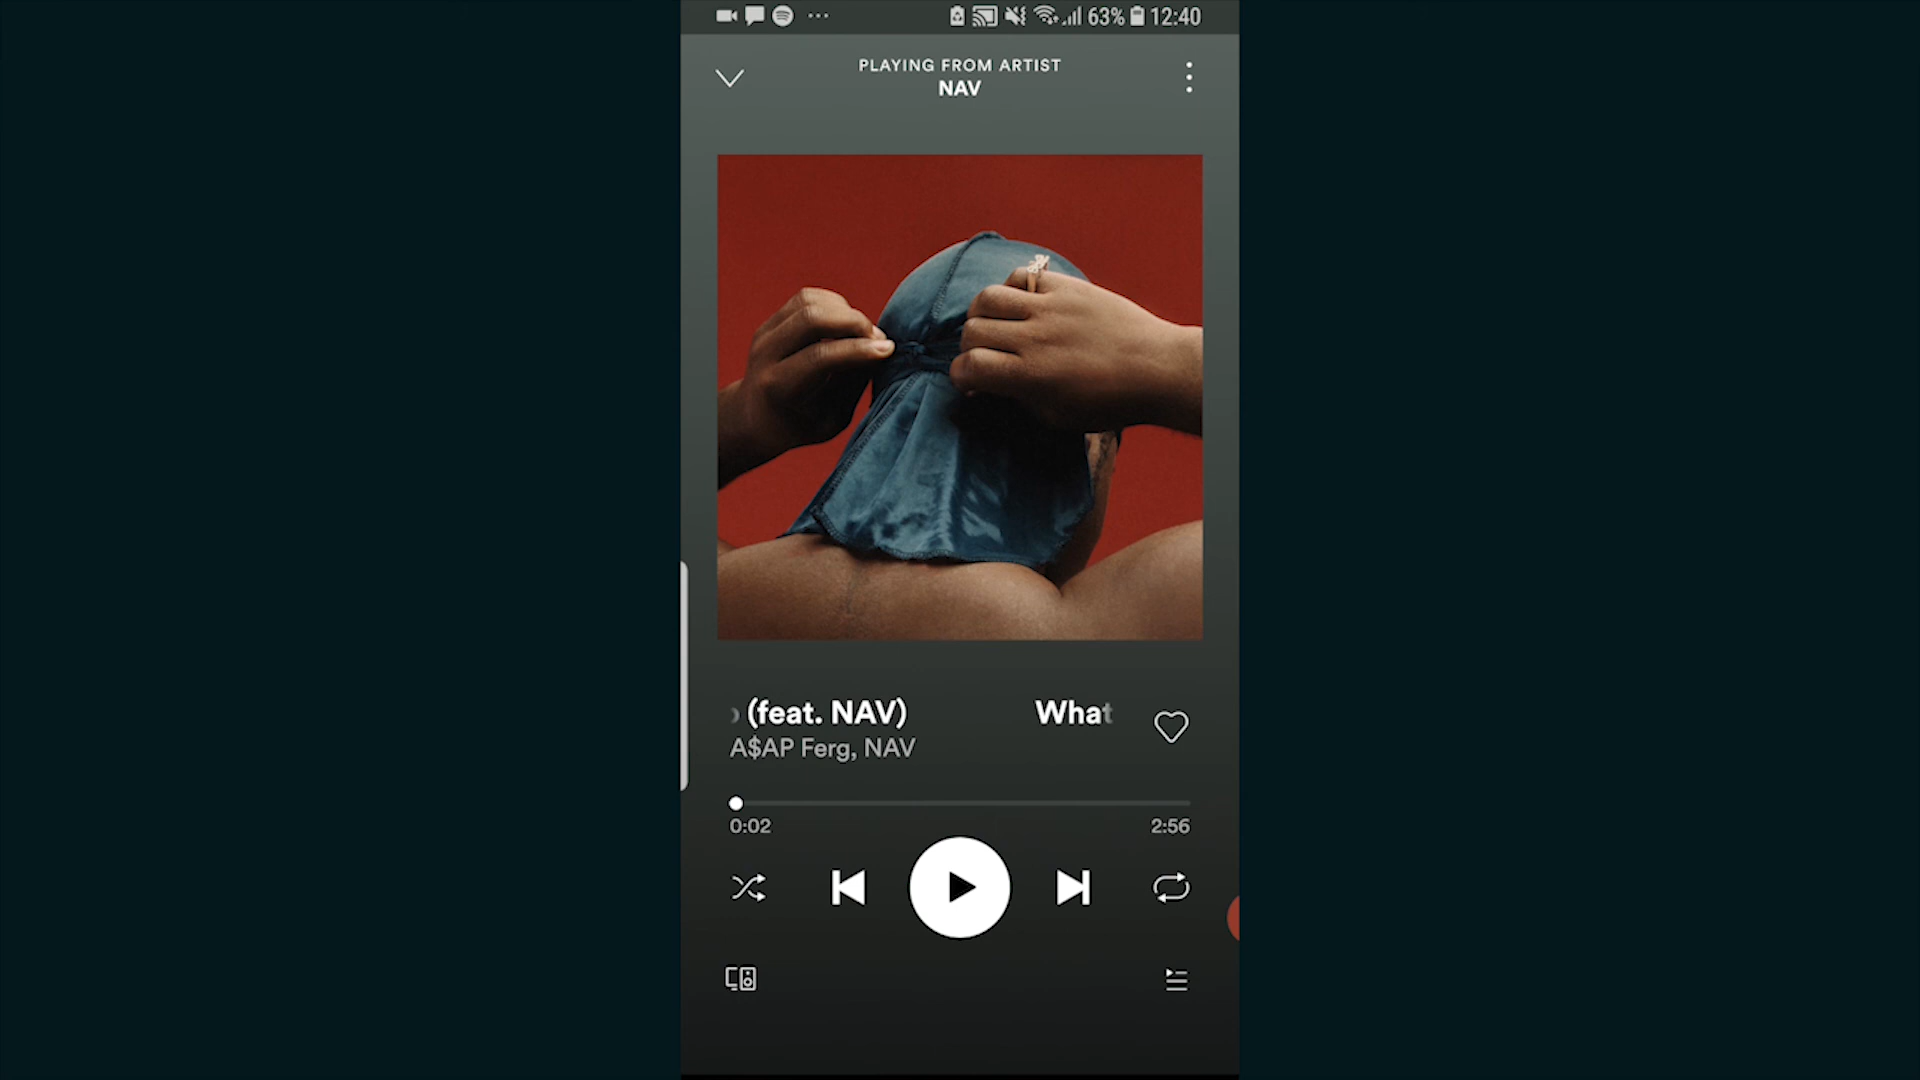 63% 12:40
PLAYING FROM ARTIST
NAV
(feat. NAV) What
A$AP Ferg, NAV
0:02 2:56